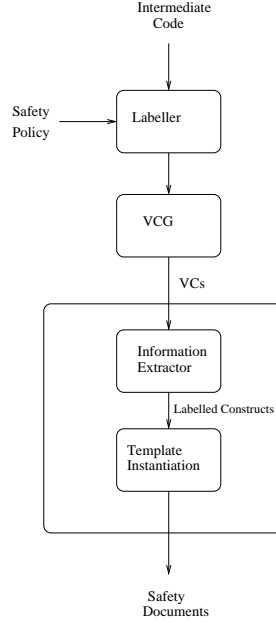 Intermediate
Code
Safety
Policy
Labeller
VCG
VCs
Information
Extractor
Labelled Constructs
Template
Instantiation
Safety
Documents